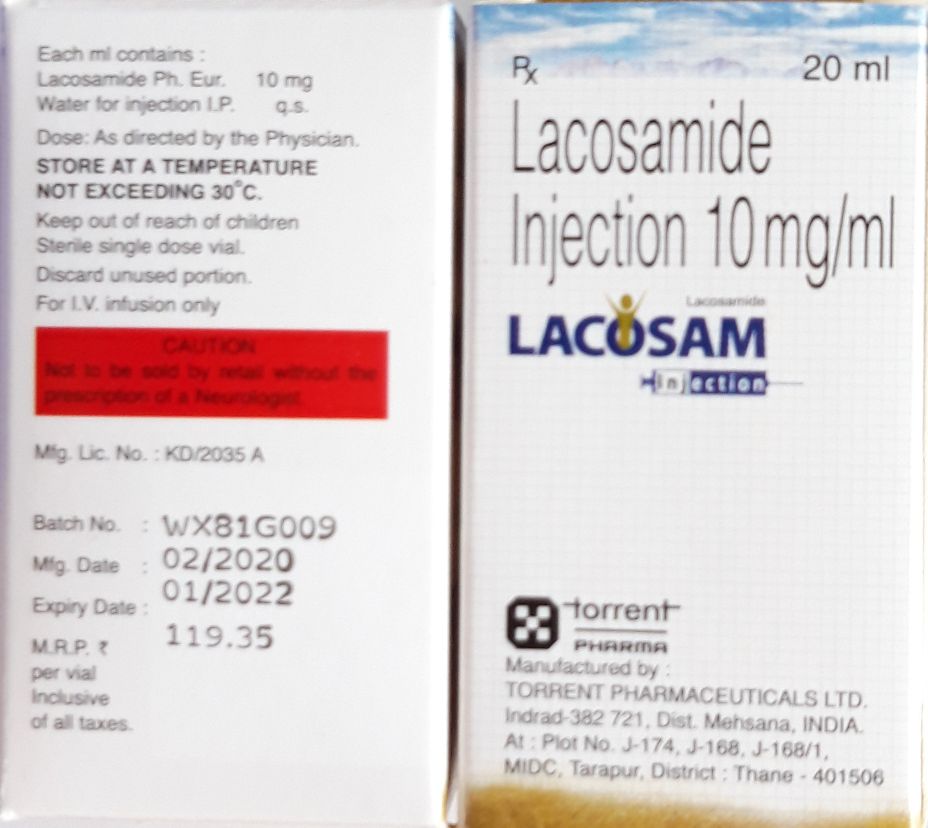 Each ml contains :
Lacosamide Ph. Eur. 10 mg
Water for injection I.P. q.s.
Dose: As directed by the Physician.
STORE AT A TEMPERATURE
NOT EXCEEDING 30°C.
Keep out of reach of children
Sterile single dose vial.
Discard unused portion.
For I.V. infusion only
CAUTION
Not to be sold by retail without the
prescription of a Neurologist.
Mfg. Lic. No. : KD/2035 A
Batch No. : WX81G009
Mfg. Date : 02/2020
Expiry Date : 01/2022
M.R.P. ₹ 119.35
per vial
Inclusive
of all taxes.
Rx 20 ml
Lacosamide
Injection 10 mg/ml
Lacosamide
LACOSAM
injection
torrent
PHARMA
Manufactured by :
TORRENT PHARMACEUTICALS LTD.
Indrad-382 721, Dist. Mehsana, INDIA.
At : Plot No. J-174, J-168, J-168/1,
MIDC, Tarapur, District : Thane - 401506